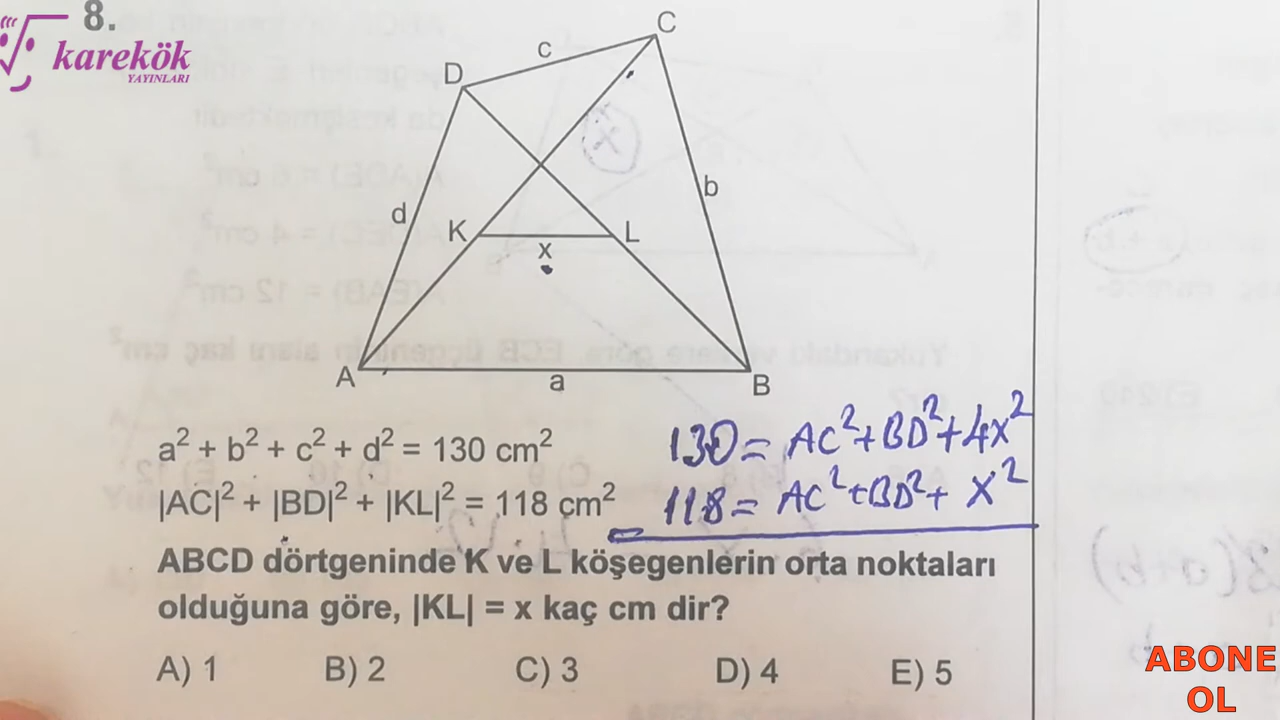 8.
karekök
YAYINLARI
C
c
D
b
d
K
L
x
A
a
B
a² + b² + c² + d² = 130 cm²
130 = AC² + BD² + 4x²
|AC|² + |BD|² + |KL|² = 118 cm²
118 = AC² + BD² + x²
ABCD dörtgeninde K ve L köşegenlerin orta noktaları
olduğuna göre, |KL| = x kaç cm dir?
A) 1 B) 2 C) 3 D) 4 E) 5
ABONE
OL